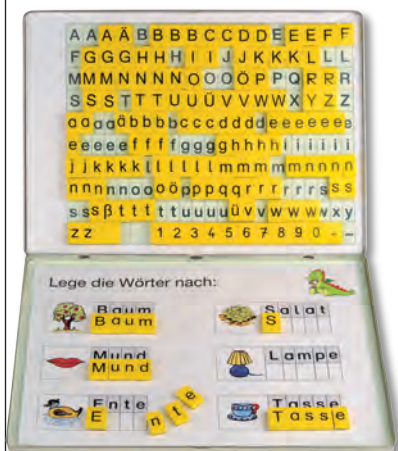 A A A Ä B B B B C C D D E E E F F
F G G G H H H I I J J K K K L L L
M M M N N N N O O O Ö P P Q R R R
S S S T T T U U Ü V V W W X Y Z Z
a a a a ä b b b b c c c d d d d e e e e e e e
e e e e e f f f f g g g g h h h h i i i i i i
j j k k k k l l l l l l m m m m m n n n n
n n n n n o o o o ö p p p q q r r r r r r s s s
s s s ß t t t t t u u u u ü v v w w w w x y
z z 1 2 3 4 5 6 7 8 9 0 - ~
Lege die Wörter nach:
Baum Salat
Baum S
Mund Lampe
Mund
Ente Tasse
E n t e Tasse